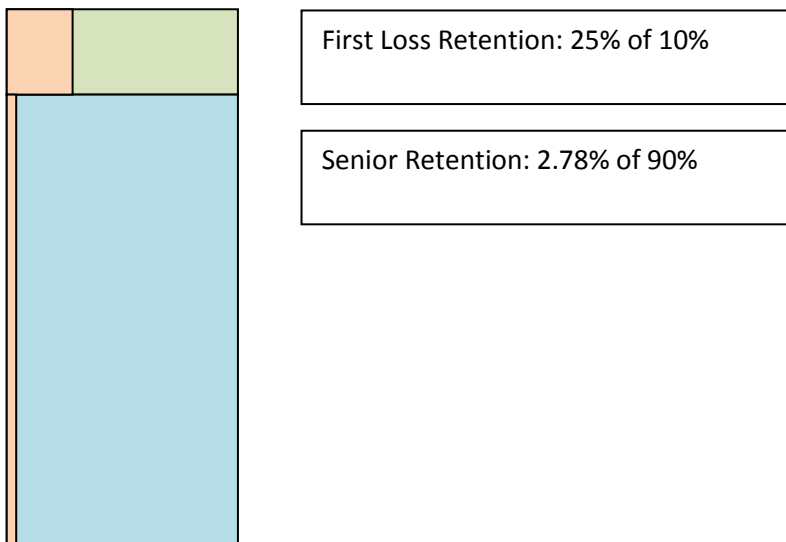 First Loss Retention: 25% of 10%
Senior Retention: 2.78% of 90%